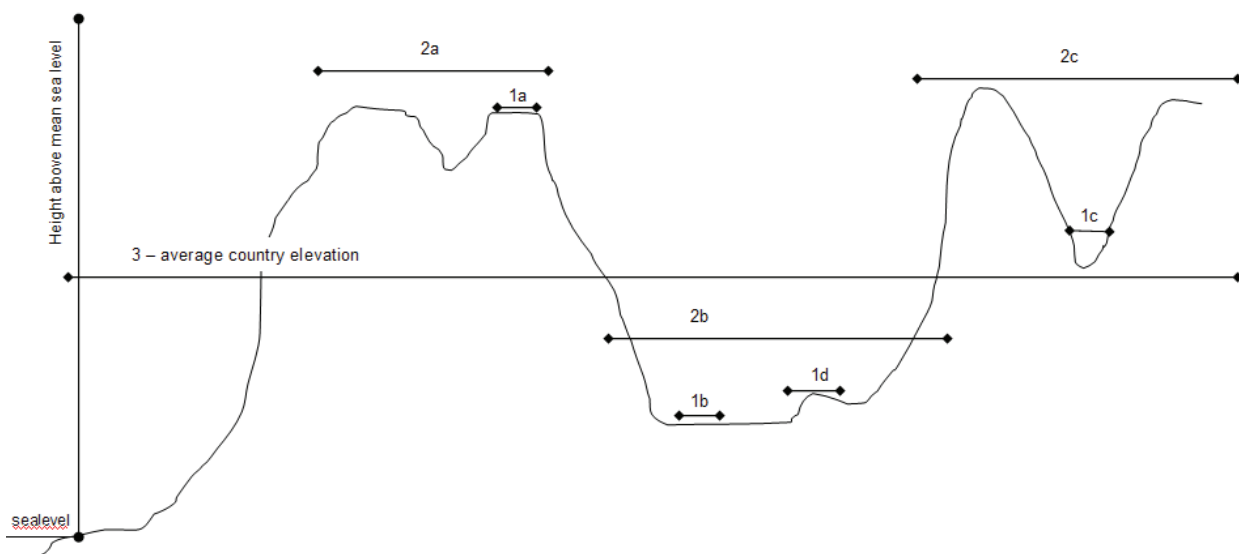 Height above mean sea level
2a
2c
1a
1c
3 – average country elevation
2b
1d
1b
sealevel